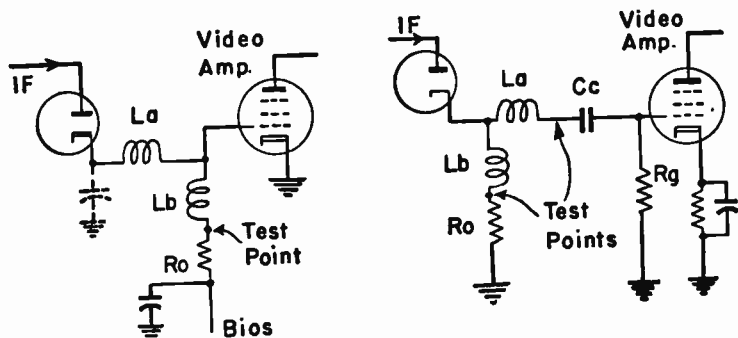 IF
Video
Amp.
La
Lb
Test
Point
Ro
Bios
IF
Video
Amp.
La
Cc
Lb
Rg
Ro
Test
Points